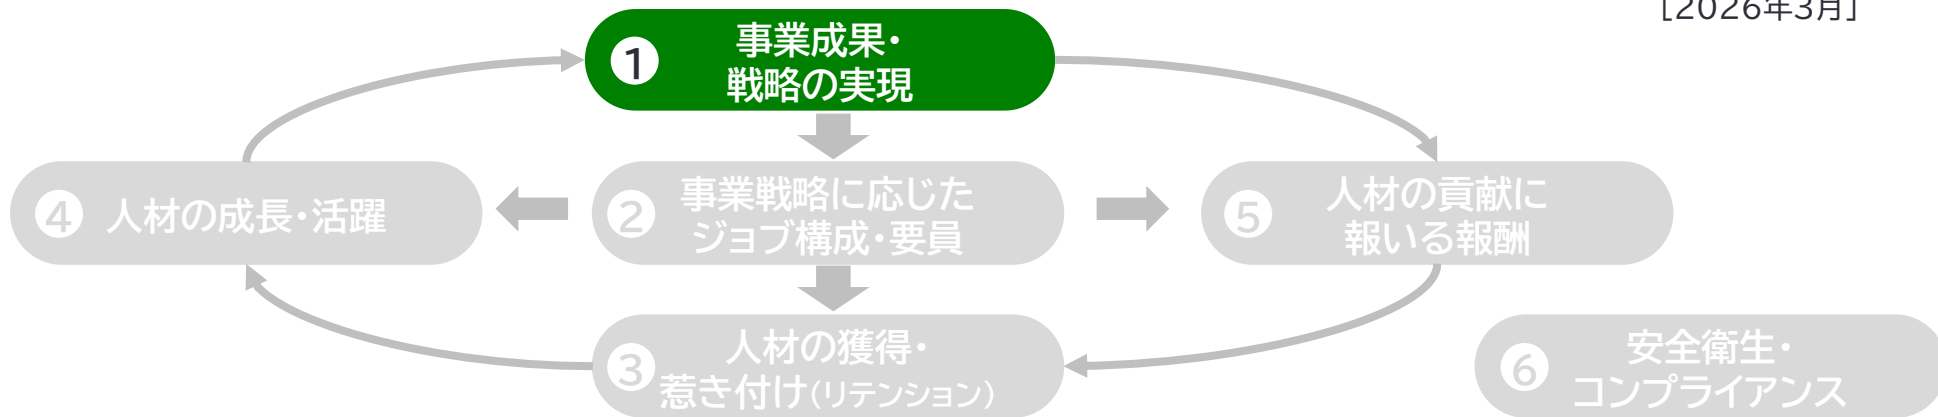 [2026年3月]
❶ 事業成果・
戦略の実現
❹ 人材の成長・活躍
❷ 事業戦略に応じた
ジョブ構成・要員
❺ 人材の貢献に
報いる報酬
❸ 人材の獲得・
惹き付け(リテンション)
❻ 安全衛生・
コンプライアンス